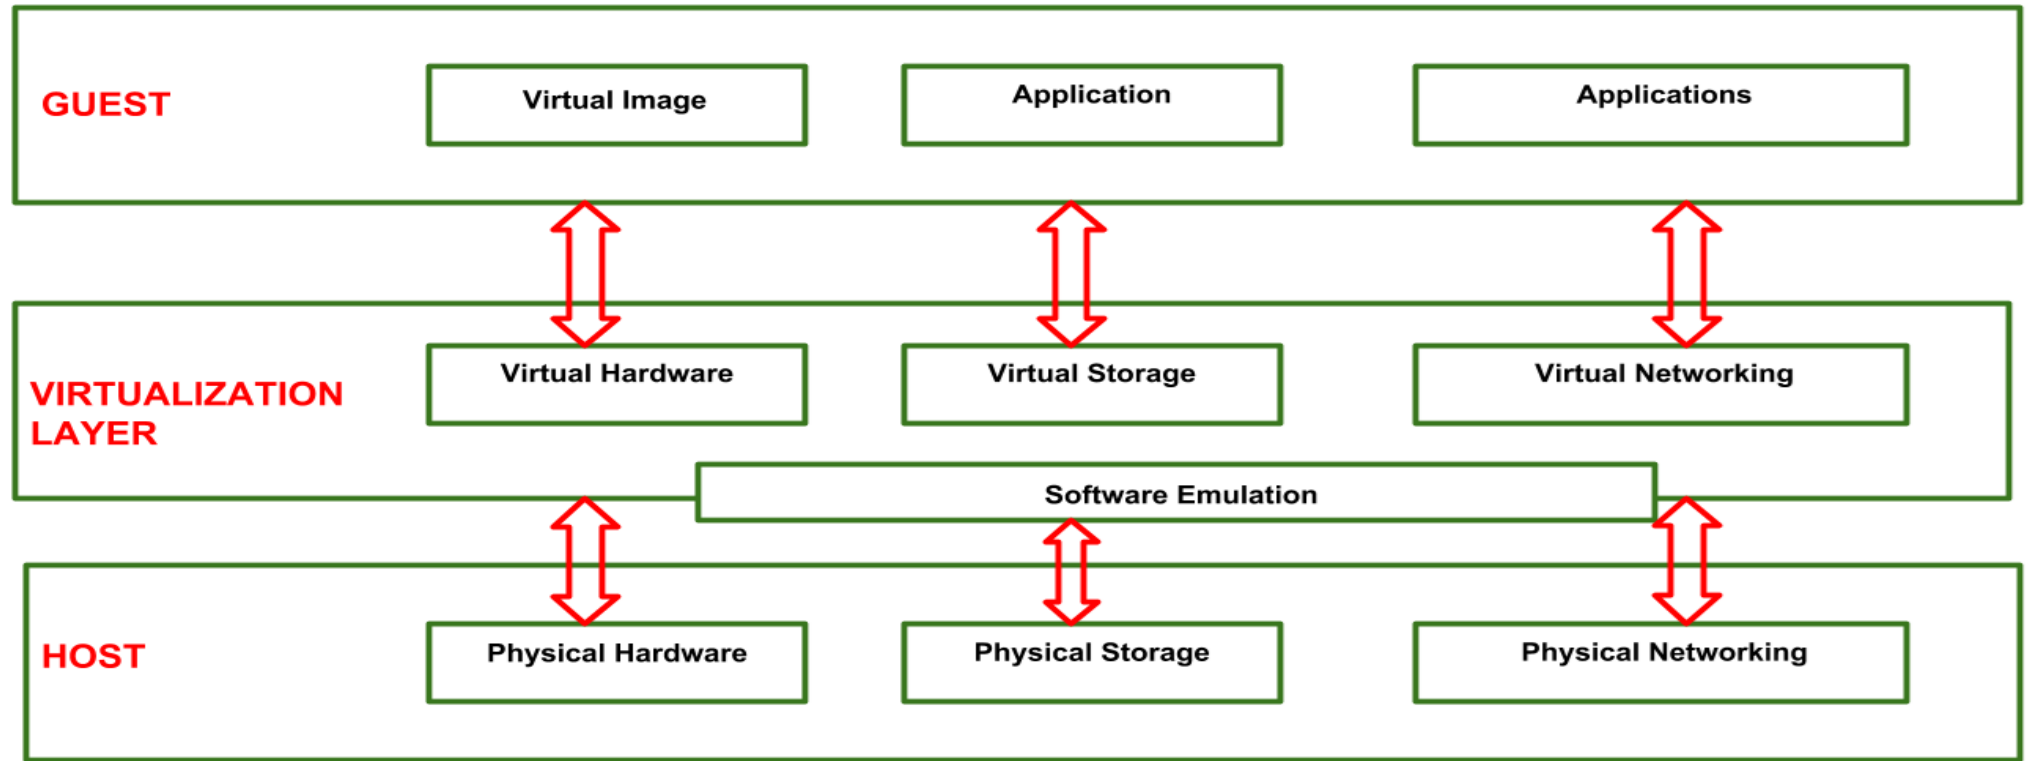 GUEST
Virtual Image
Application
Applications
VIRTUALIZATION
LAYER
Virtual Hardware
Virtual Storage
Virtual Networking
Software Emulation
HOST
Physical Hardware
Physical Storage
Physical Networking